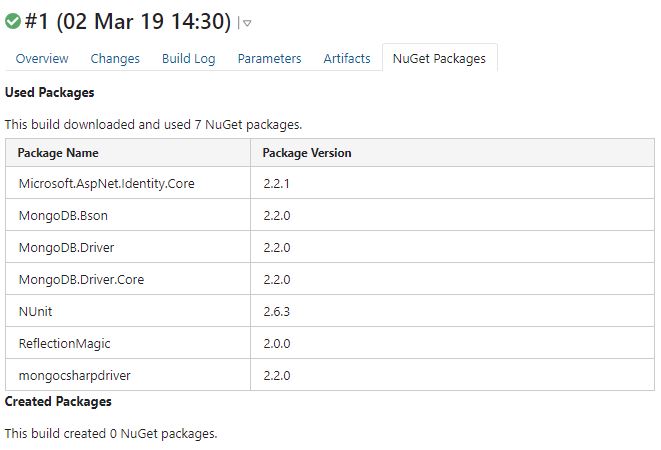 #1 (02 Mar 19 14:30)
Overview Changes Build Log Parameters Artifacts NuGet Packages
Used Packages
This build downloaded and used 7 NuGet packages.
Package Name Package Version
Microsoft.AspNet.Identity.Core 2.2.1
MongoDB.Bson 2.2.0
MongoDB.Driver 2.2.0
MongoDB.Driver.Core 2.2.0
NUnit 2.6.3
ReflectionMagic 2.0.0
mongocsharpdriver 2.2.0
Created Packages
This build created 0 NuGet packages.